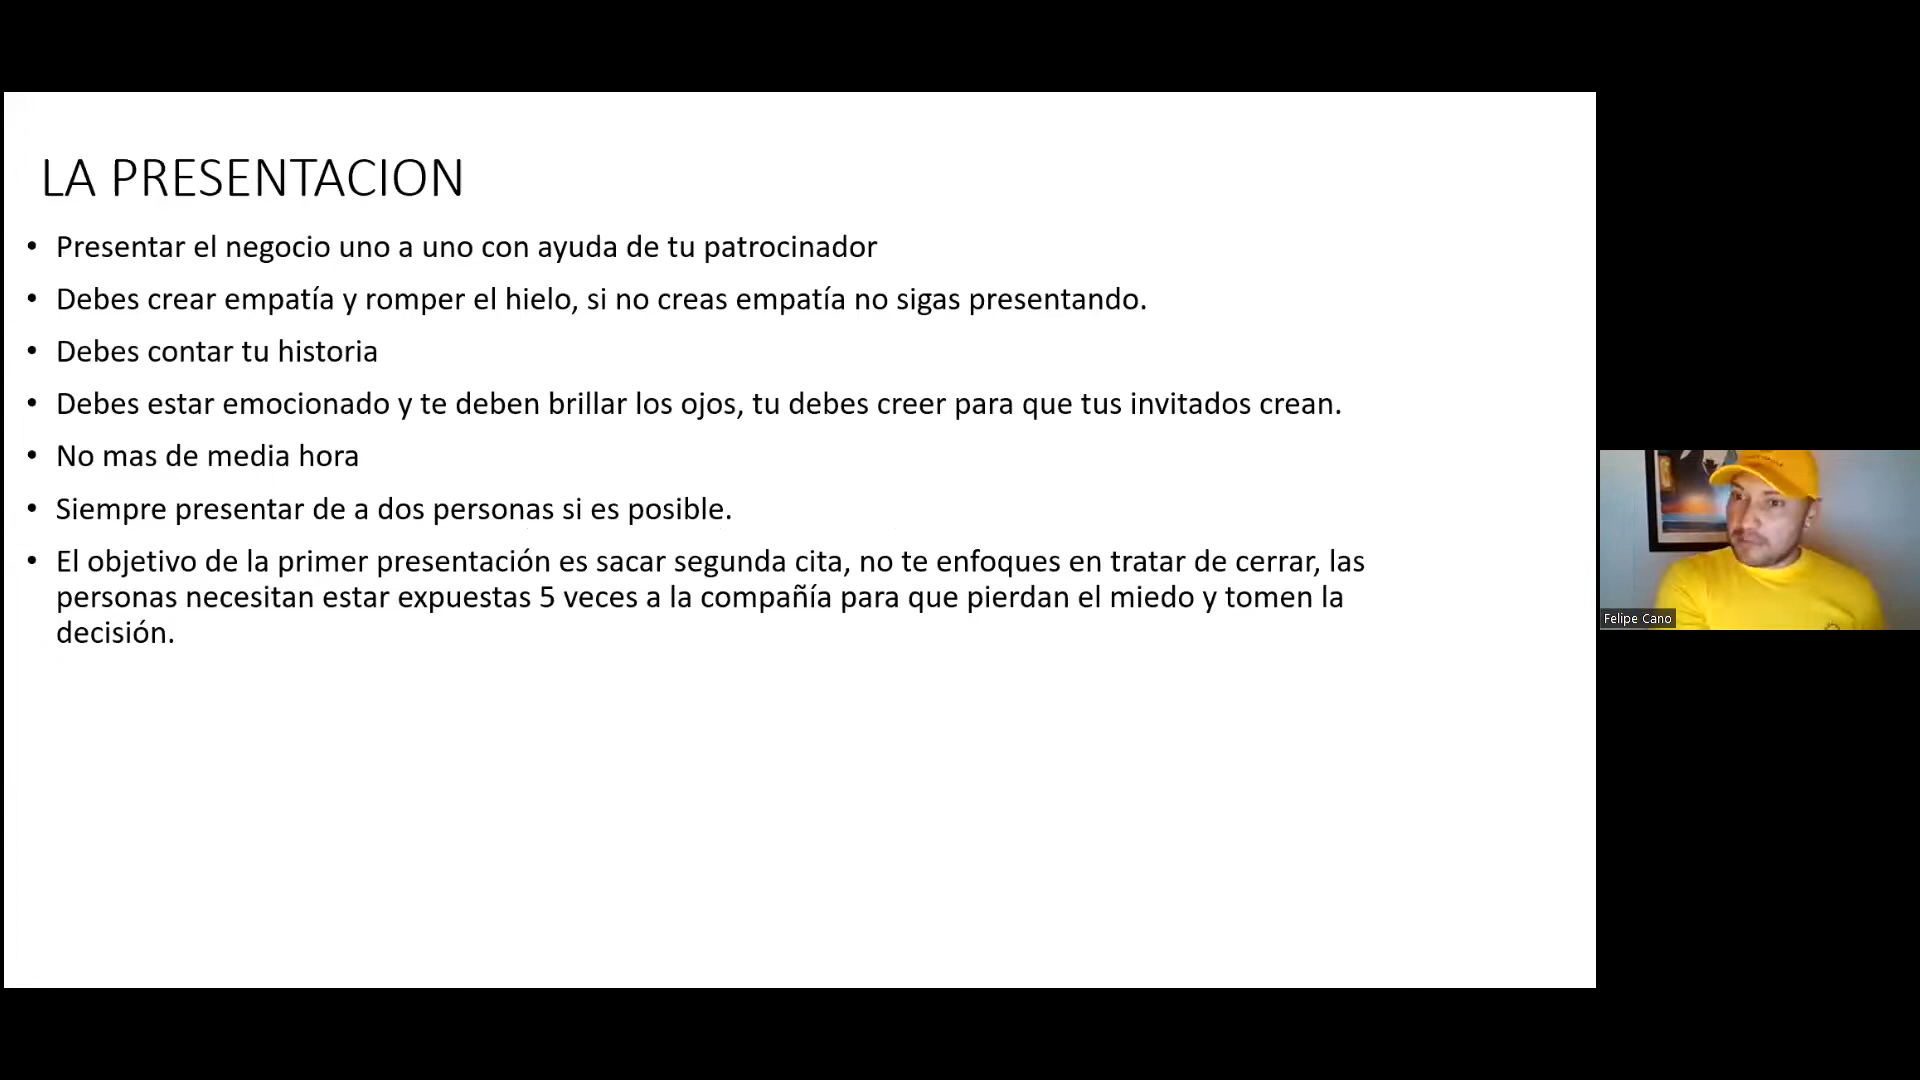 LA PRESENTACION
• Presentar el negocio uno a uno con ayuda de tu patrocinador
• Debes crear empatía y romper el hielo, si no creas empatía no sigas presentando.
• Debes contar tu historia
• Debes estar emocionado y te deben brillar los ojos, tu debes creer para que tus invitados crean.
• No mas de media hora
• Siempre presentar de a dos personas si es posible.
• El objetivo de la primer presentación es sacar segunda cita, no te enfoques en tratar de cerrar, las
personas necesitan estar expuestas 5 veces a la compañía para que pierdan el miedo y tomen la
decisión.
Felipe Cano